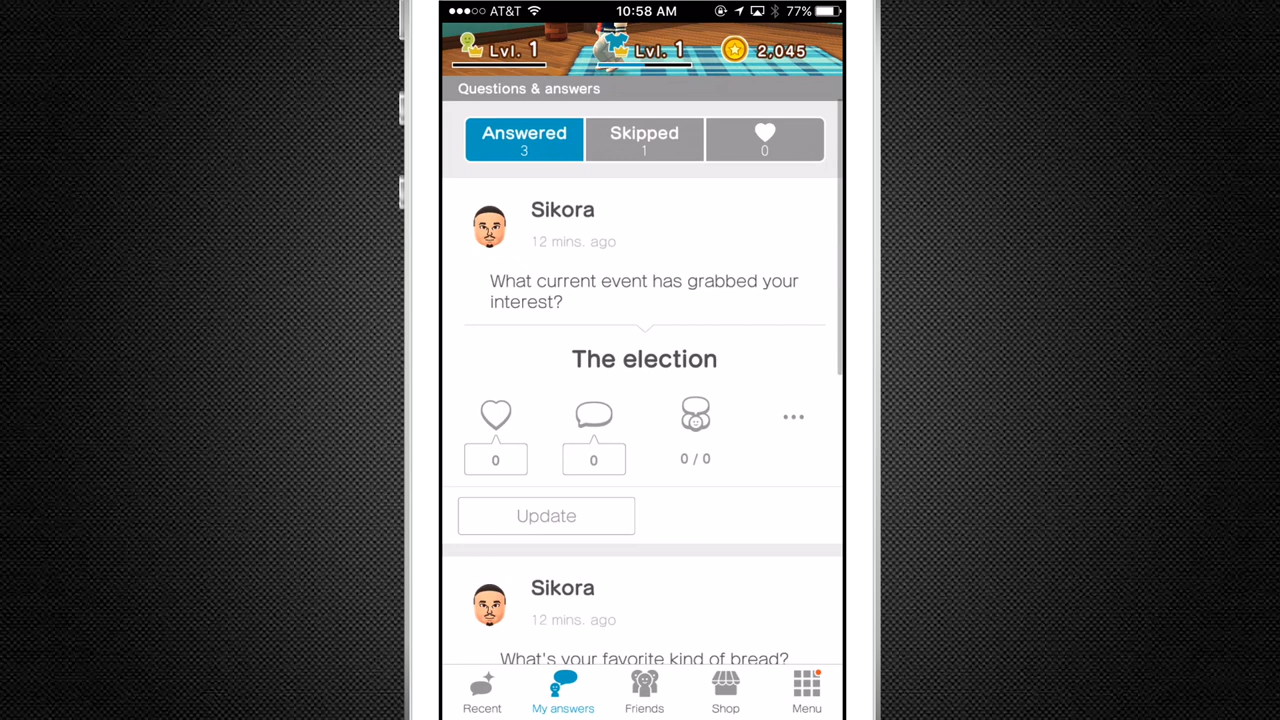 AT&T 10:58 AM 77%
Lvl. 1 Lvl. 1 2,045
Questions & answers
Answered Skipped
3 1 0
Sikora
12 mins. ago
What current event has grabbed your
interest?
The election
0 0 0 / 0
Update
Sikora
12 mins. ago
What's your favorite kind of bread?
Recent My answers Friends Shop Menu